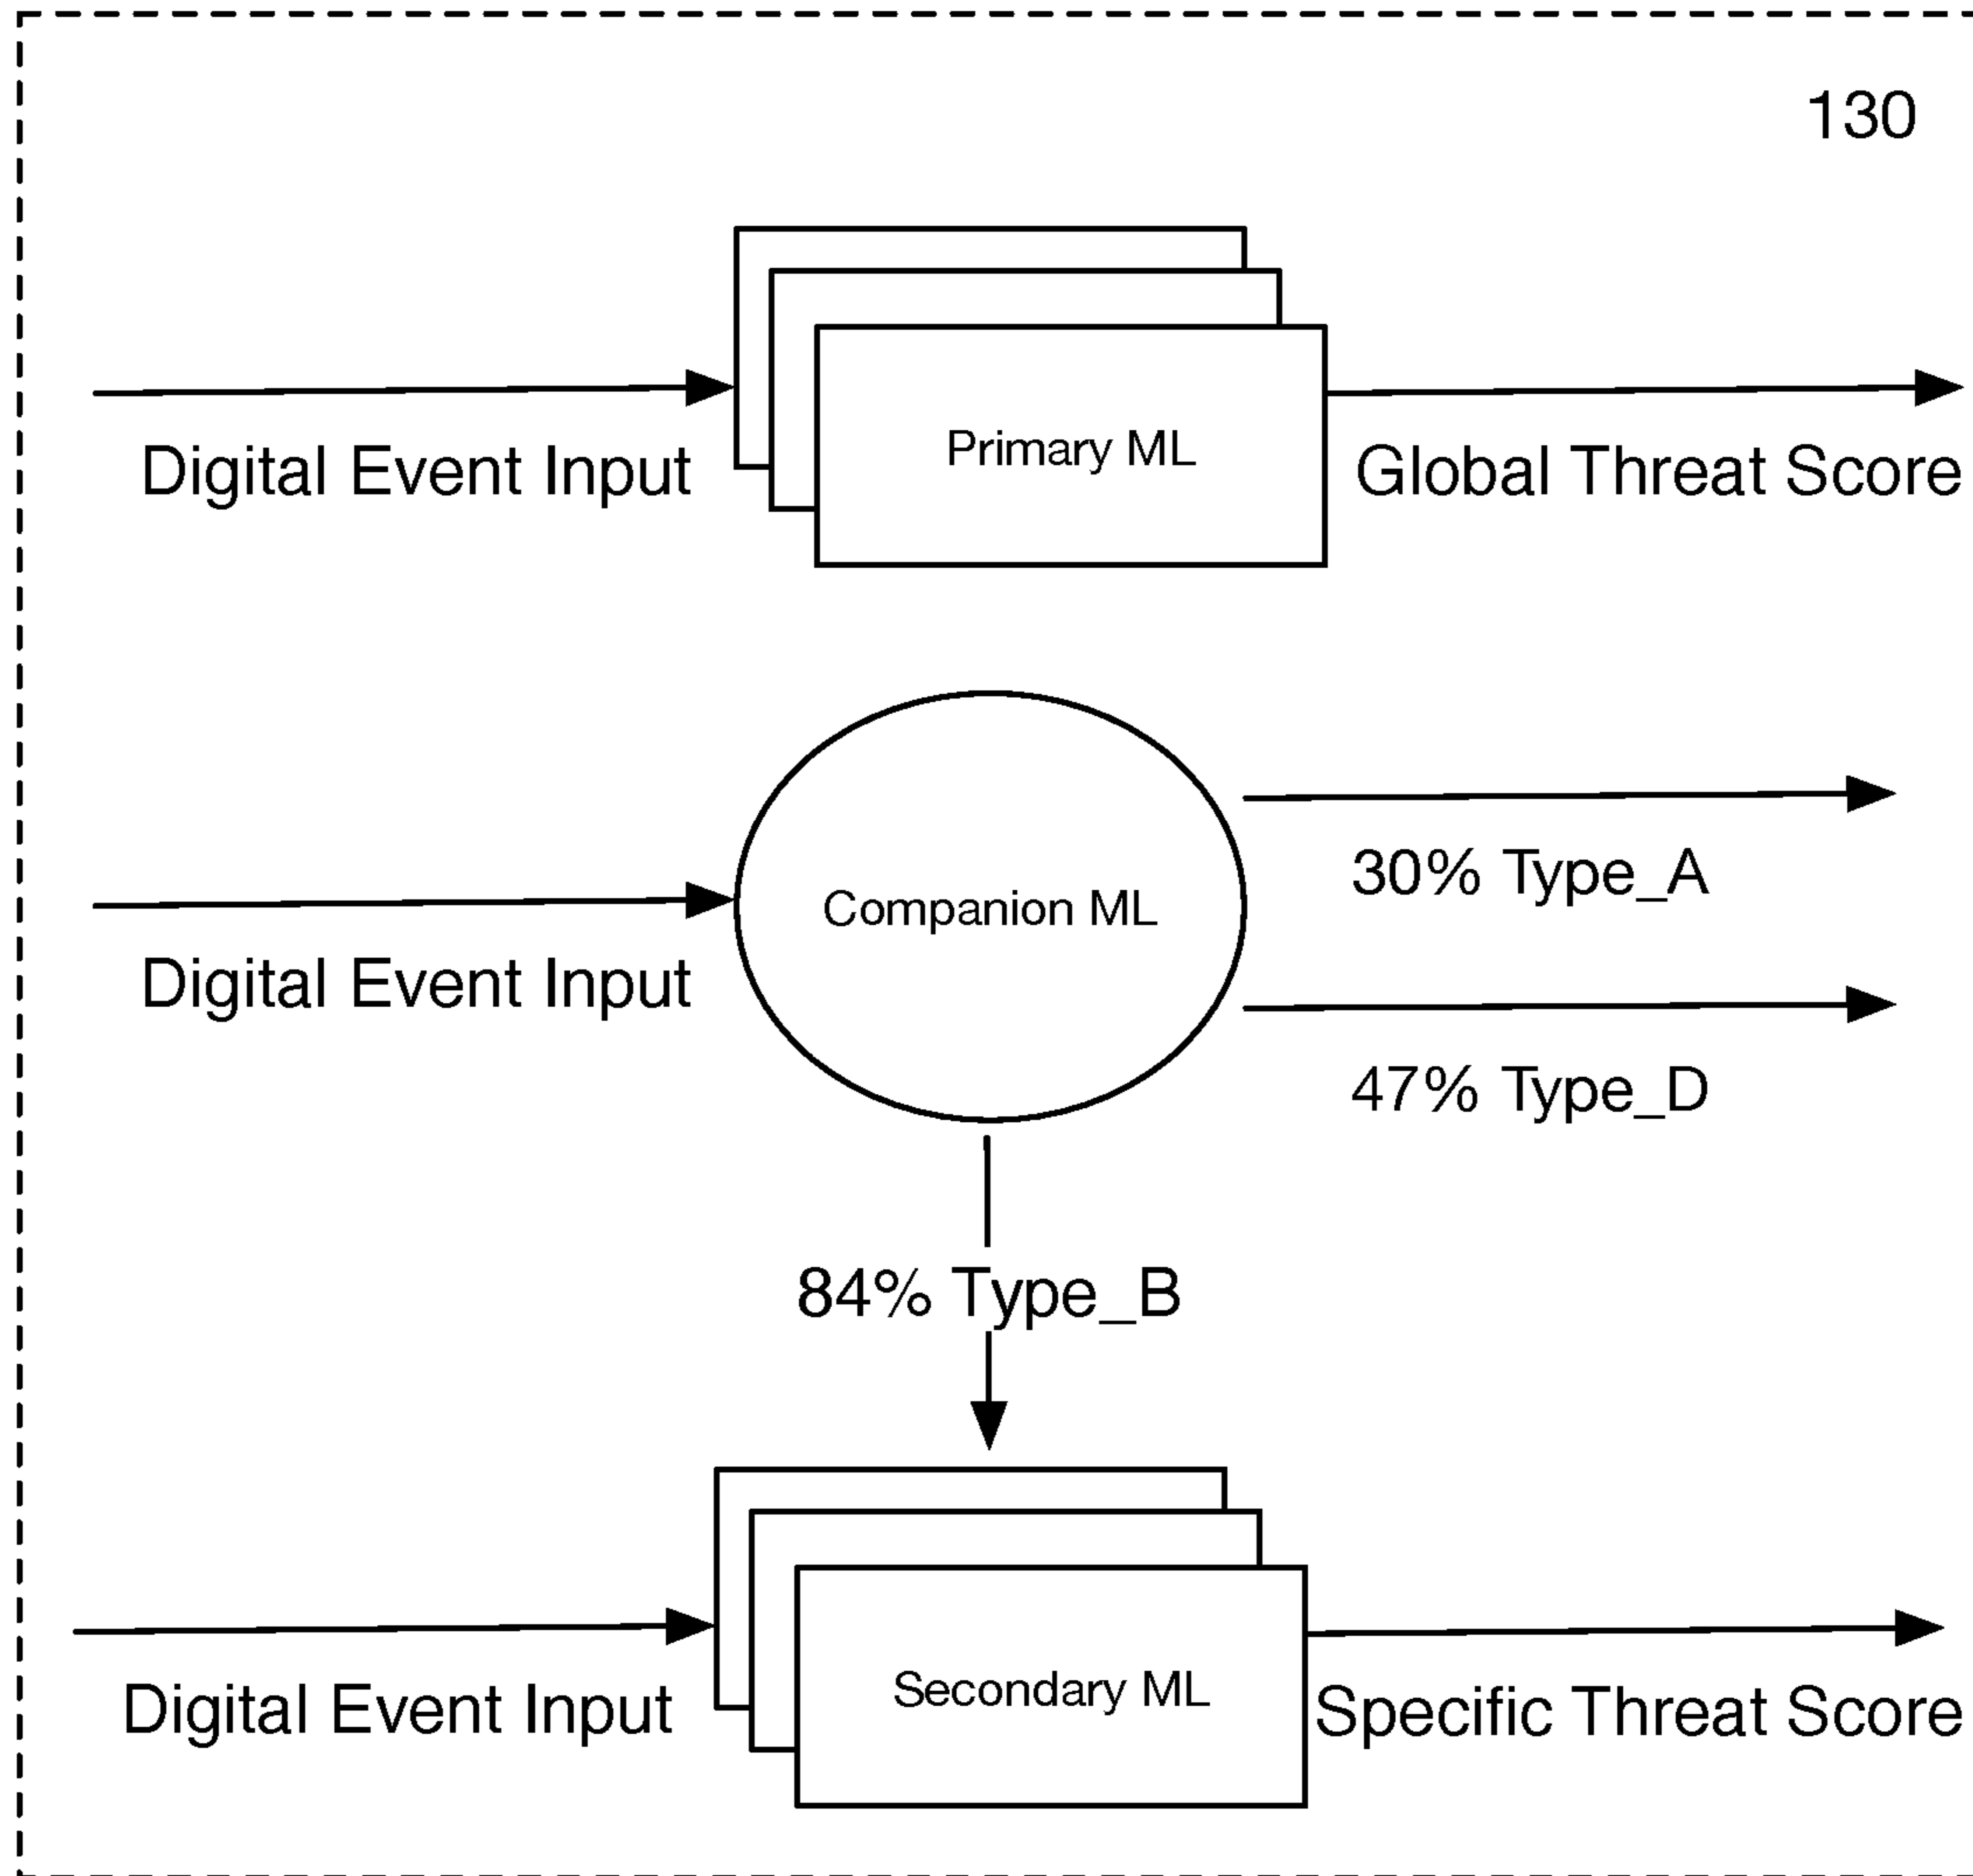 130
Primary ML
Digital Event Input
Global Threat Score
Companion ML
30% Type_A
Digital Event Input
47% Type_D
84% Type_B
Secondary ML
Digital Event Input
Specific Threat Score